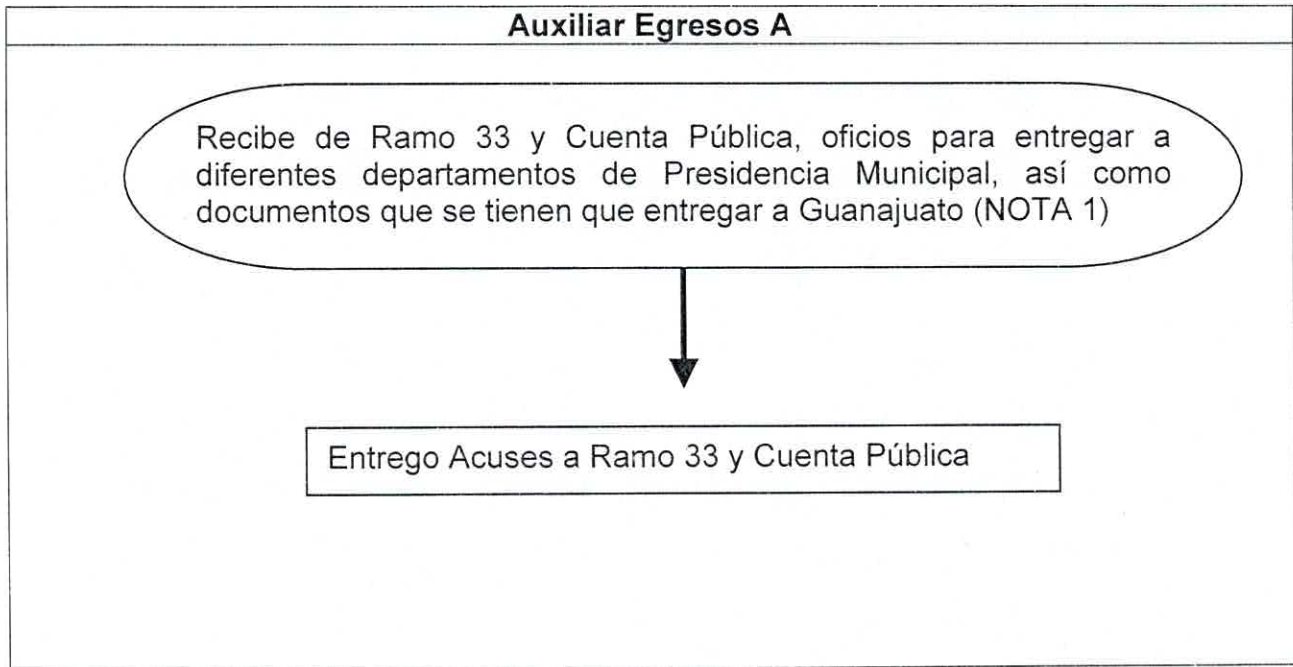 Auxiliar Egresos A
Recibe de Ramo 33 y Cuenta Pública, oficios para entregar a
diferentes departamentos de Presidencia Municipal, así como
documentos que se tienen que entregar a Guanajuato (NOTA 1)
Entrego Acuses a Ramo 33 y Cuenta Pública